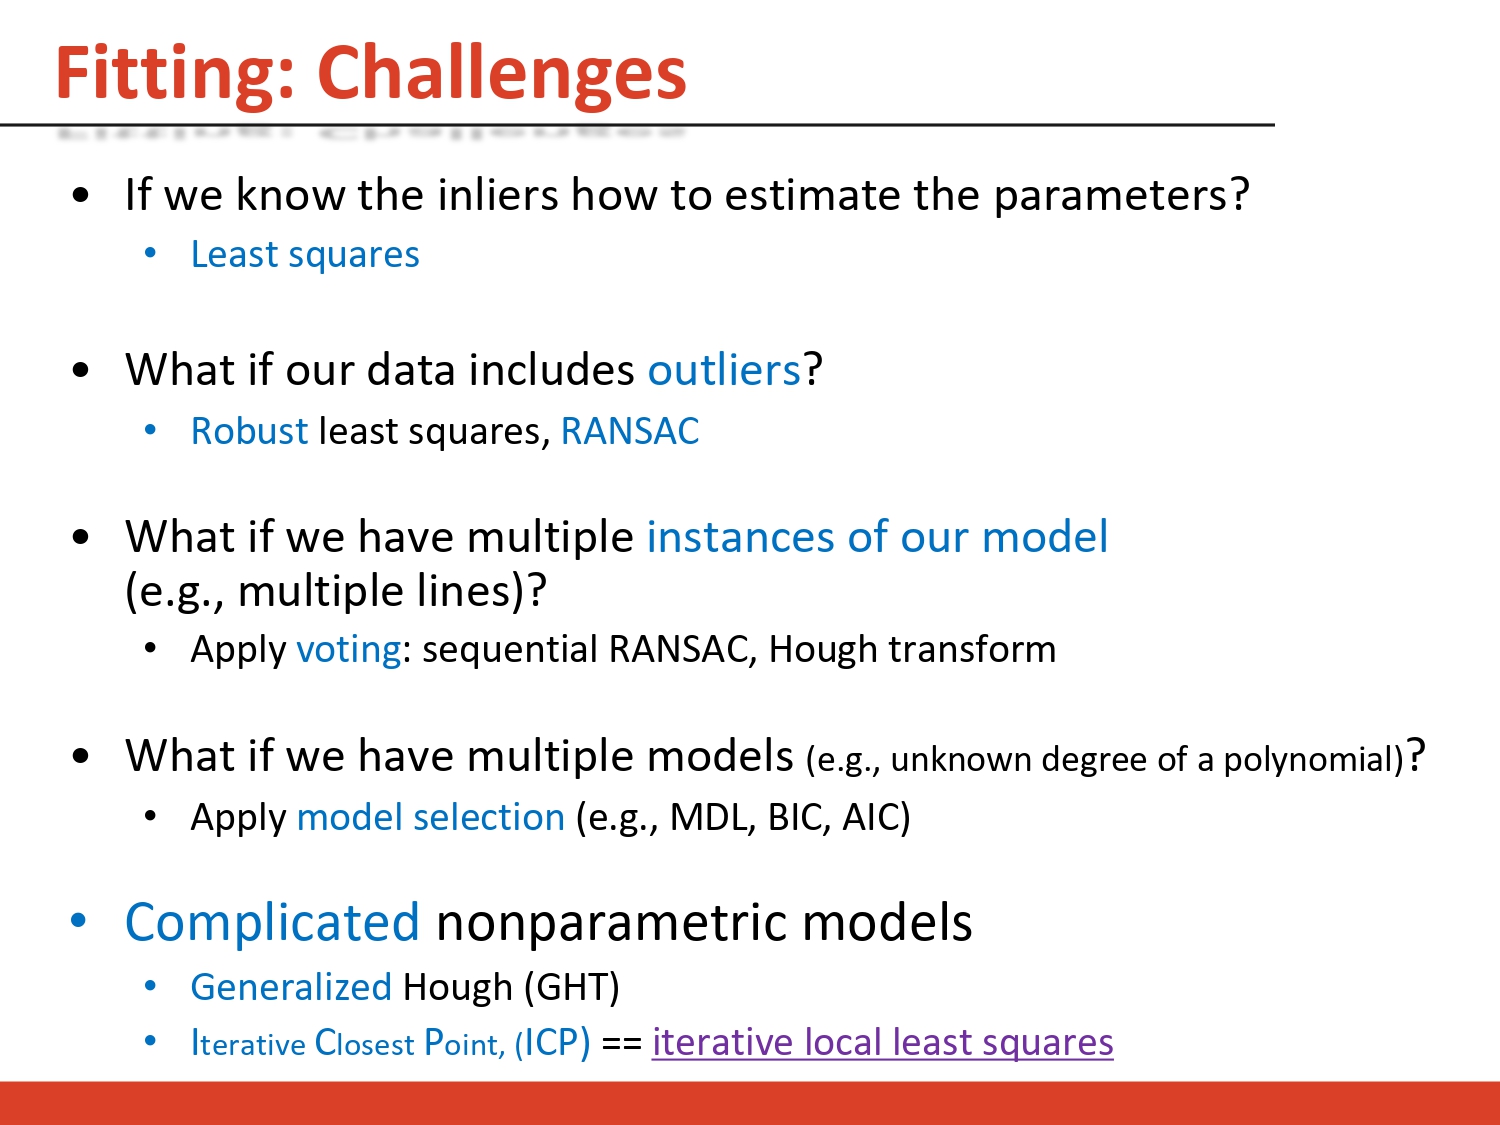 Fitting: Challenges
• If we know the inliers how to estimate the parameters?
• Least squares
• What if our data includes outliers?
• Robust least squares, RANSAC
• What if we have multiple instances of our model
(e.g., multiple lines)?
• Apply voting: sequential RANSAC, Hough transform
• What if we have multiple models (e.g., unknown degree of a polynomial)?
• Apply model selection (e.g., MDL, BIC, AIC)
• Complicated nonparametric models
• Generalized Hough (GHT)
• Iterative Closest Point, (ICP) == iterative local least squares